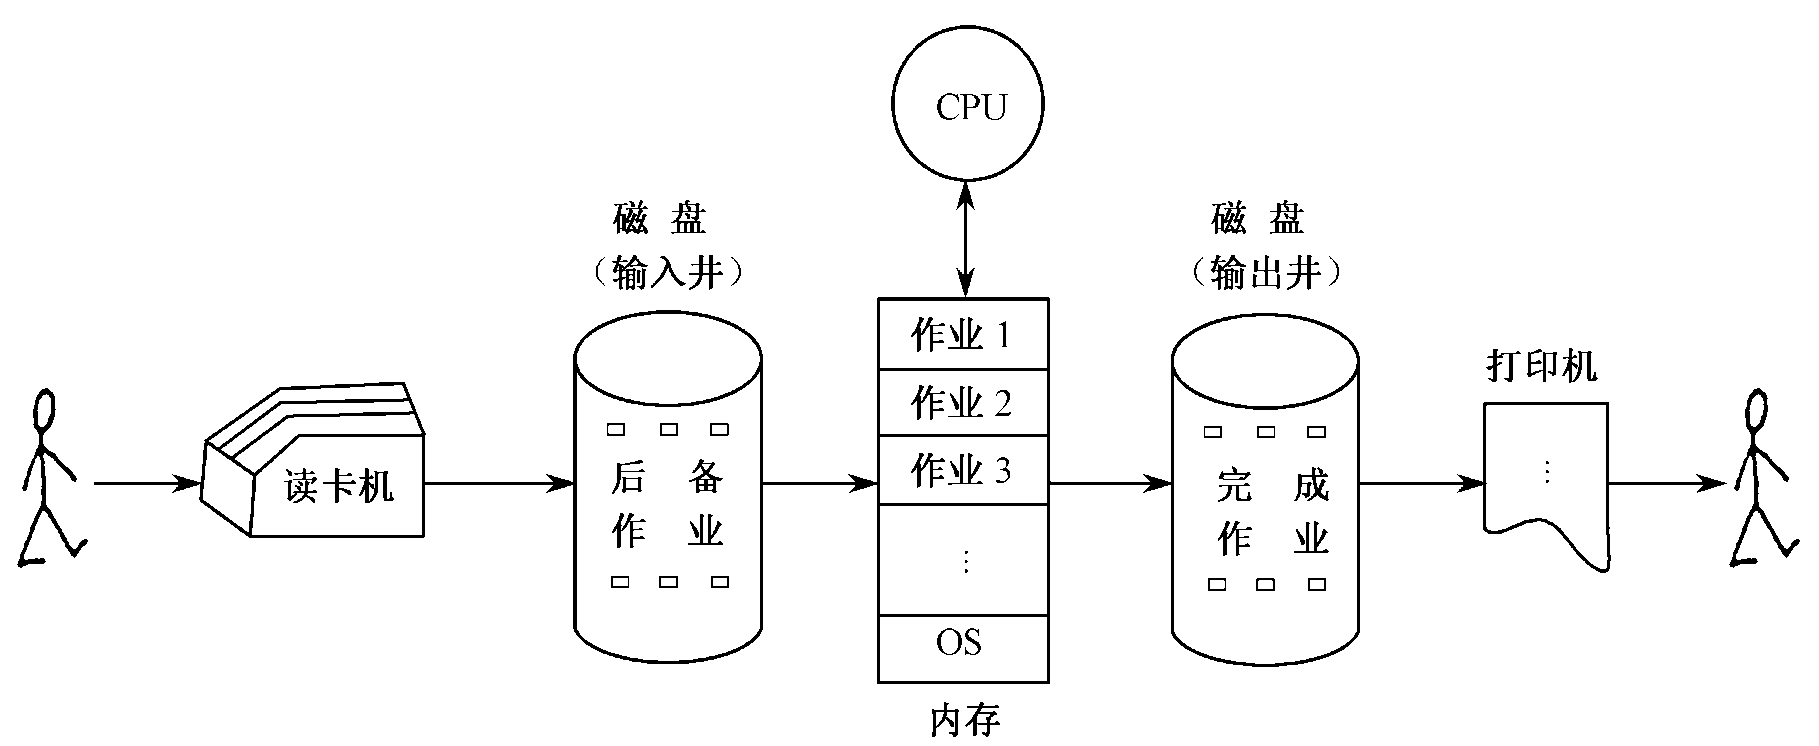 CPU
磁 盘
（输入井）
磁 盘
（输出井）
读卡机
后 备
作 业
作业 1
作业 2
作业 3
⋮
OS
内存
完 成
作 业
打印机
⋮